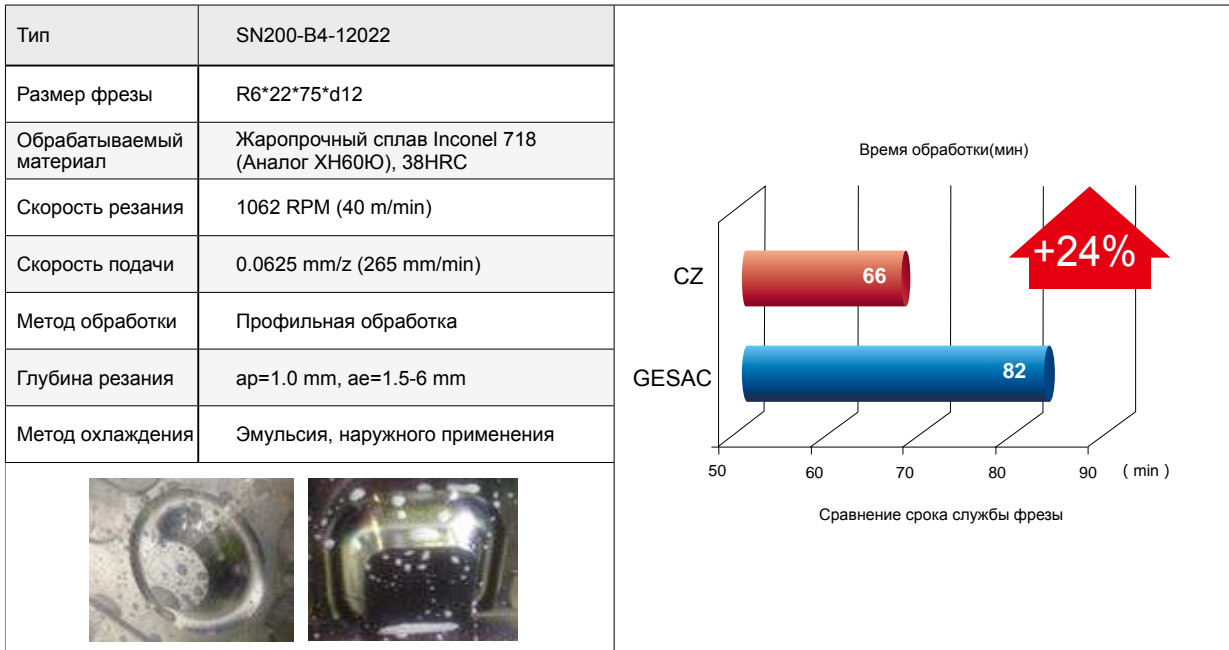 Тип
SN200-B4-12022
Размер фрезы
R6*22*75*d12
Обрабатываемый
материал
Жаропрочный сплав Inconel 718
(Аналог ХН60Ю), 38HRC
Скорость резания
1062 RPM (40 m/min)
Скорость подачи
0.0625 mm/z (265 mm/min)
Метод обработки
Профильная обработка
Глубина резания
ap=1.0 mm, ae=1.5-6 mm
Метод охлаждения
Эмульсия, наружного применения
Время обработки(мин)
+24%
CZ
66
GESAC
82
50 60 70 80 90 ( min )
Сравнение срока службы фрезы